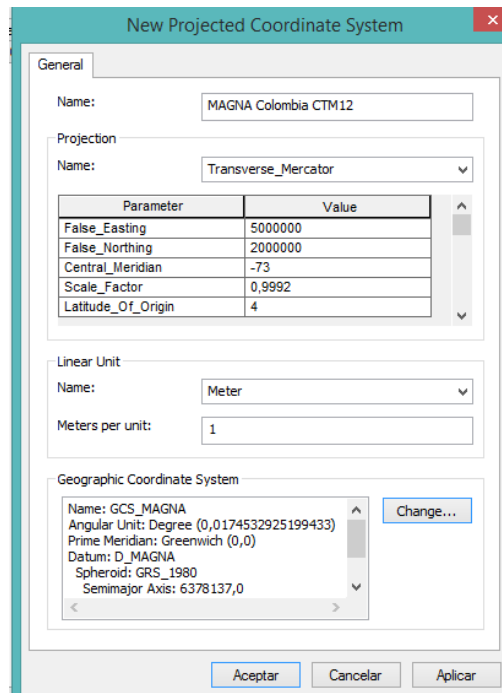 New Projected Coordinate System
General
Name: MAGNA Colombia CTM12
Projection
Name: Transverse_Mercator
Parameter Value
False_Easting 5000000
False_Northing 2000000
Central_Meridian -73
Scale_Factor 0,9992
Latitude_Of_Origin 4
Linear Unit
Name: Meter
Meters per unit: 1
Geographic Coordinate System
Name: GCS_MAGNA
Angular Unit: Degree (0,0174532925199433)
Prime Meridian: Greenwich (0,0)
Datum: D_MAGNA
Spheroid: GRS_1980
Semimajor Axis: 6378137,0
Change...
Aceptar Cancelar Aplicar